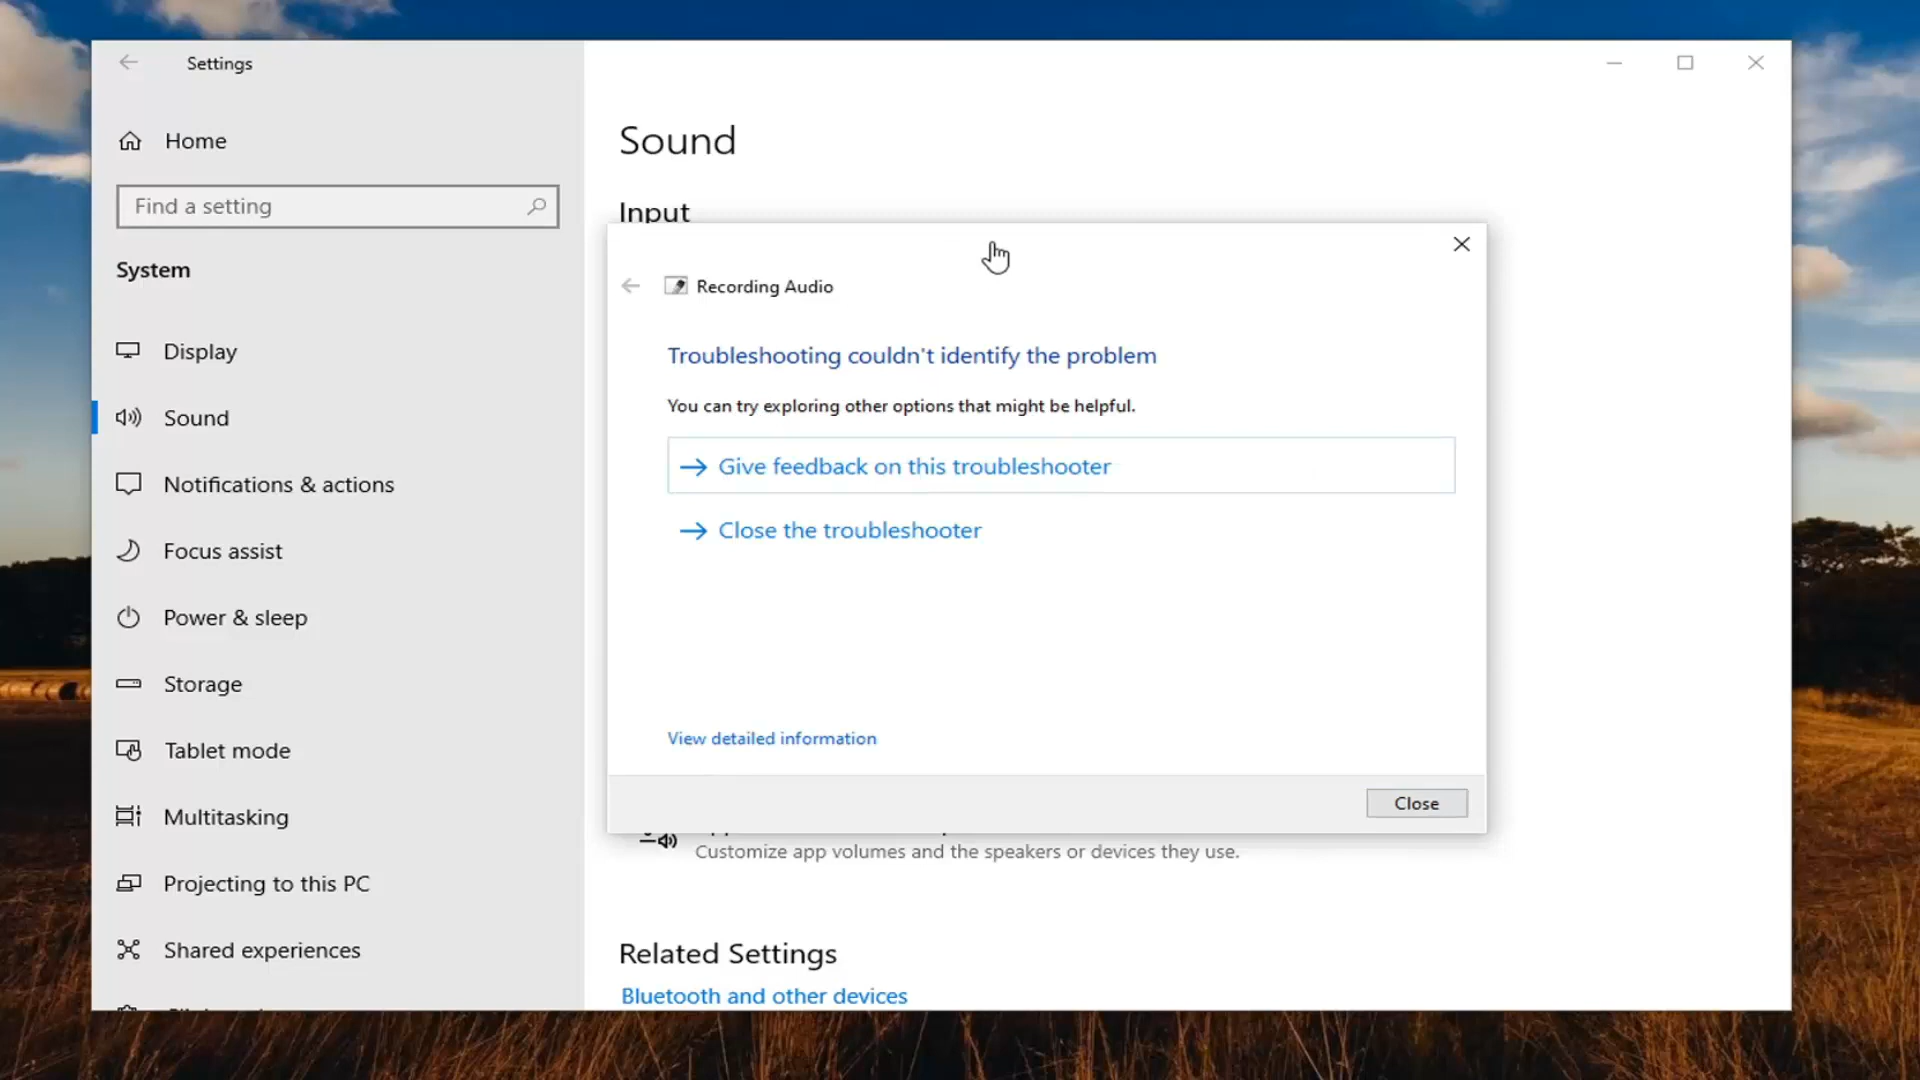 Settings
Home
Find a setting
System
Display
Sound
Notifications & actions
Focus assist
Power & sleep
Storage
Tablet mode
Multitasking
Projecting to this PC
Shared experiences
Sound
Input
Recording Audio
Troubleshooting couldn't identify the problem
You can try exploring other options that might be helpful.
Give feedback on this troubleshooter
Close the troubleshooter
View detailed information
Close
Customize app volumes and the speakers or devices they use.
Related Settings
Bluetooth and other devices